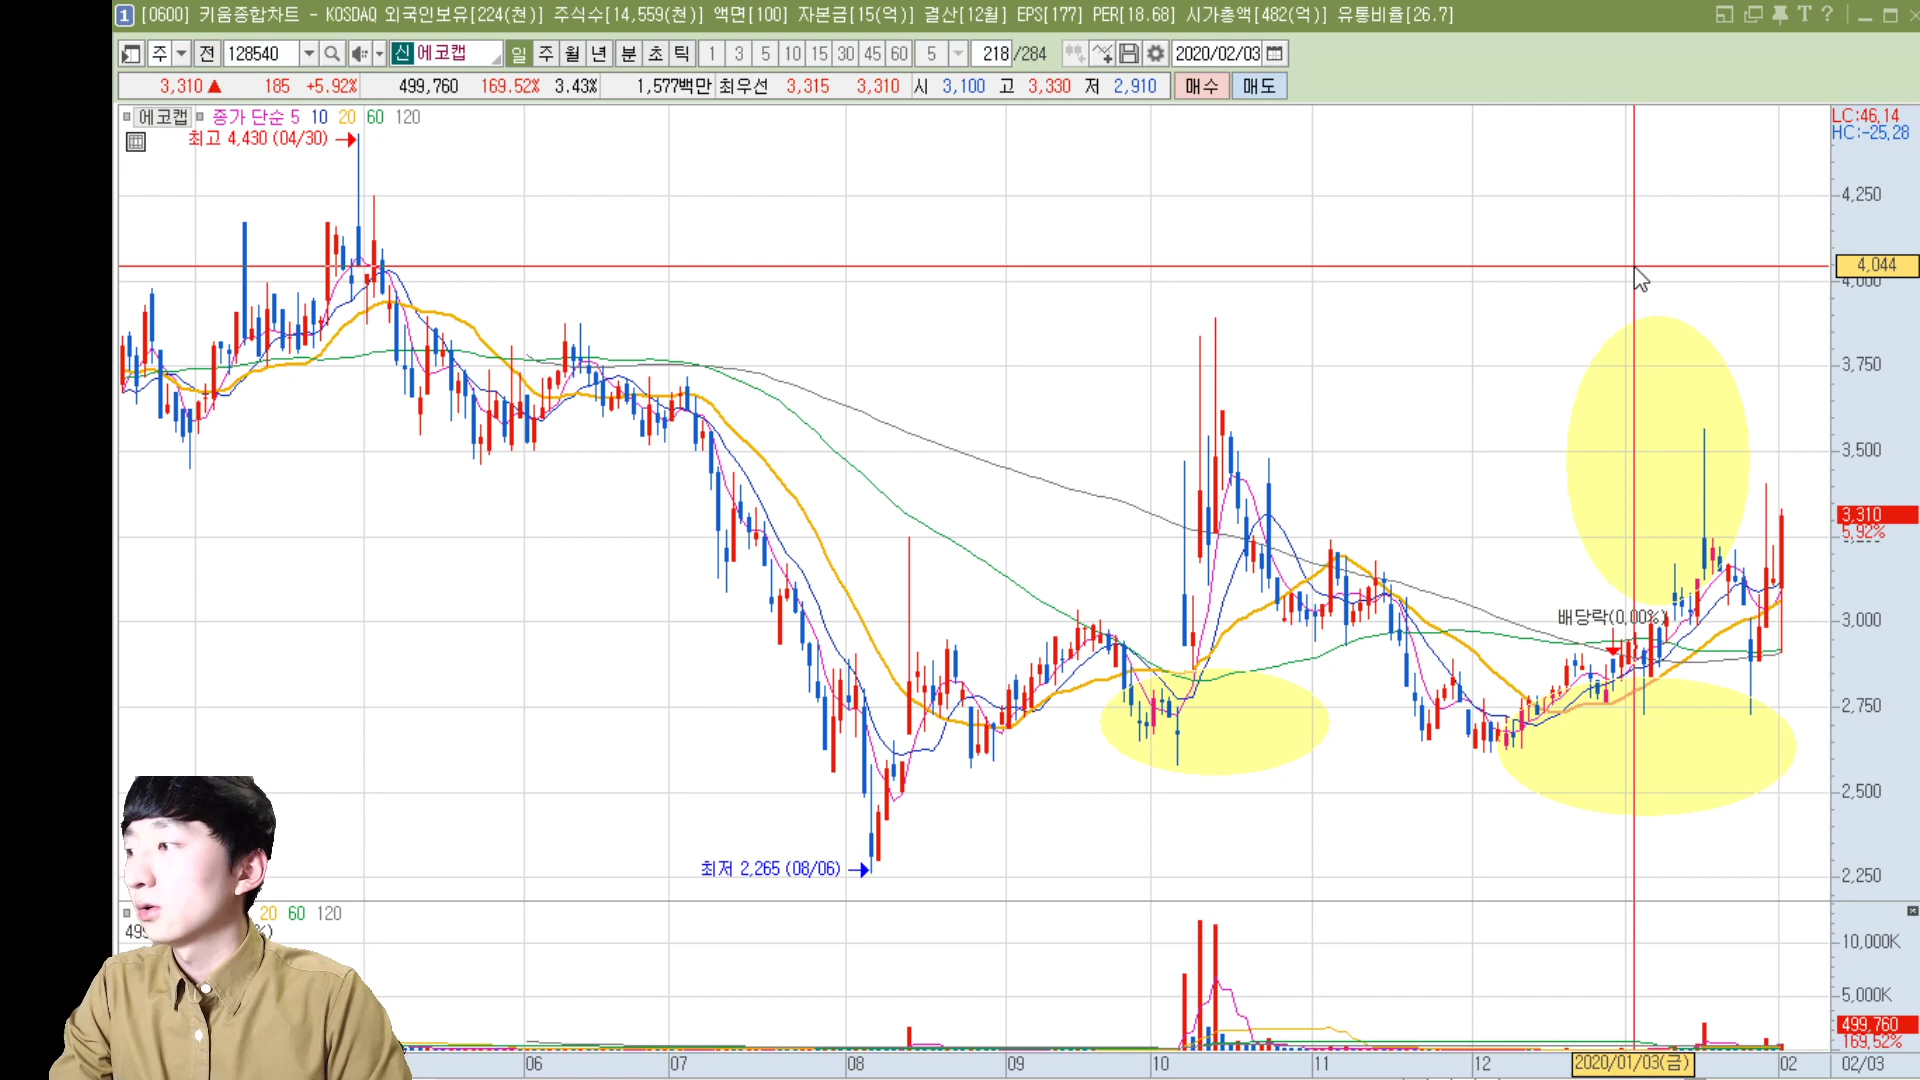 1 [0600] 키움종합차트 - KOSDAQ 외국인보유[224(천)] 주식수[14,559(천)] 액면[100] 자본금[15(억)] 결산[12월] EPS[177] PER[18.68] 시가총액[482(억)] 유통비율[26.7] T ?
주 전 128540 신 에코캡 일 주 월 년 분 초 틱 1 3 5 10 15 30 45 60 5 218 /284 2020/02/03
3,310 ▲ 185 +5.92% 499,760 169.52% 3.43% 1,577백만 최우선 3,315 3,310 시 3,100 고 3,330 저 2,910 매수 매도
에코캡 종가 단순 5 10 20 60 120
LC:46,14
HC:-25,28
최고 4,430 (04/30)
4,250
4,044
4,000
3,750
3,500
3,310
5,92%
배당락(0,00%)
3,000
2,750
2,500
최저 2,265 (08/06)
2,250
20 60 120
10,000K
5,000K
499,760
169,52%
06 07 08 09 10 11 12 2020/01/03(금) 02 02/03